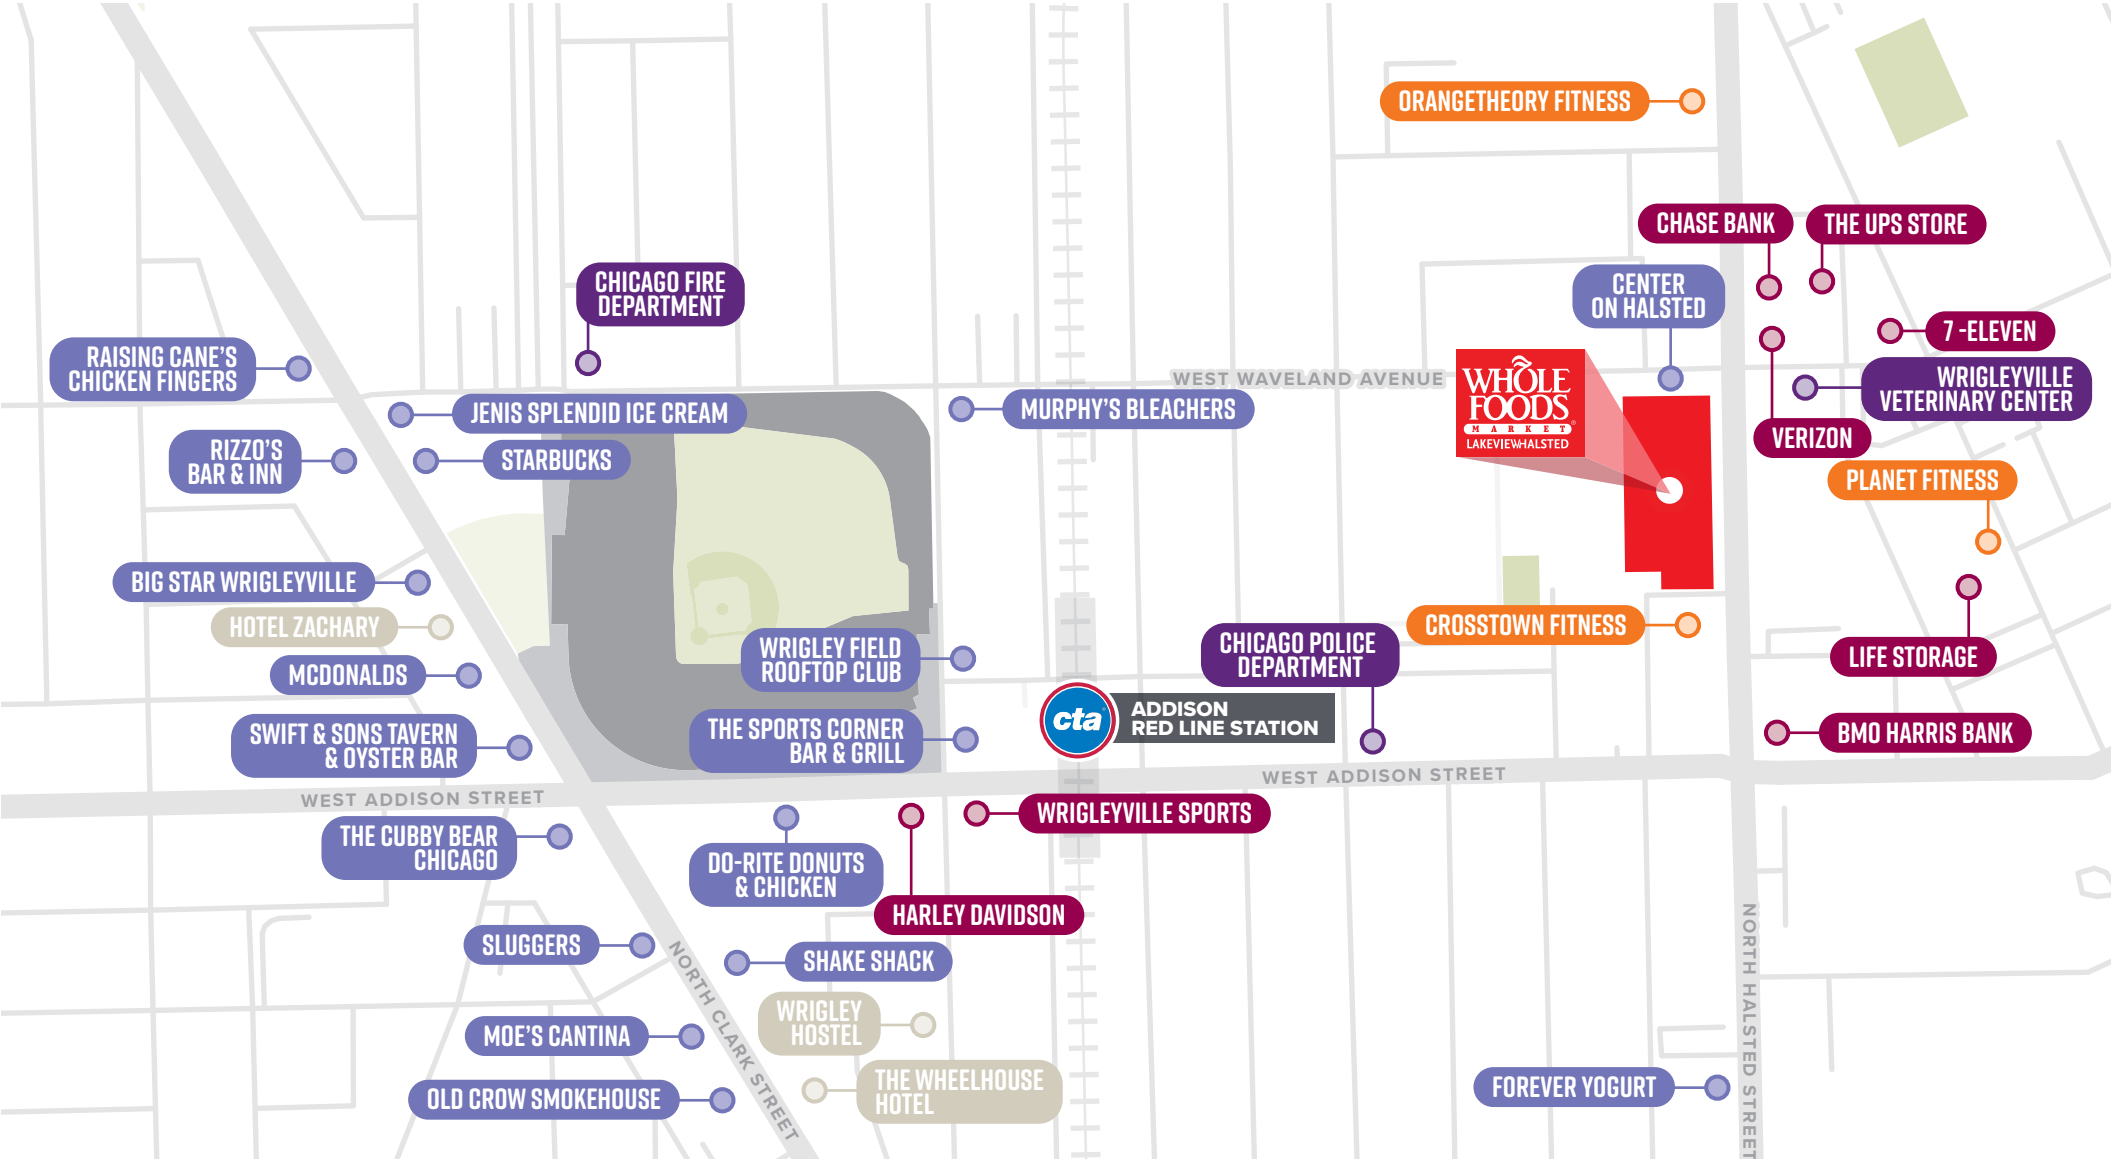 ORANGETHEORY FITNESS
CHASE BANK
THE UPS STORE
CHICAGO FIRE
DEPARTMENT
CENTER
ON HALSTED
7 -ELEVEN
RAISING CANE'S
CHICKEN FINGERS
WEST WAVELAND AVENUE
WHOLE
FOODS
MARKET
LAKEVIEWHALSTED
WRIGLEYVILLE
VETERINARY CENTER
JENIS SPLENDID ICE CREAM
MURPHY'S BLEACHERS
VERIZON
RIZZO'S
BAR & INN
STARBUCKS
PLANET FITNESS
BIG STAR WRIGLEYVILLE
HOTEL ZACHARY
CROSSTOWN FITNESS
CHICAGO POLICE
DEPARTMENT
WRIGLEY FIELD
ROOFTOP CLUB
LIFE STORAGE
MCDONALDS
cta
ADDISON
RED LINE STATION
SWIFT & SONS TAVERN
& OYSTER BAR
THE SPORTS CORNER
BAR & GRILL
BMO HARRIS BANK
WEST ADDISON STREET
WEST ADDISON STREET
WRIGLEYVILLE SPORTS
THE CUBBY BEAR
CHICAGO
DO-RITE DONUTS
& CHICKEN
HARLEY DAVIDSON
SLUGGERS
SHAKE SHACK
NORTH CLARK STREET
NORTH HALSTED STREET
WRIGLEY
HOSTEL
MOE'S CANTINA
THE WHEELHOUSE
HOTEL
OLD CROW SMOKEHOUSE
FOREVER YOGURT